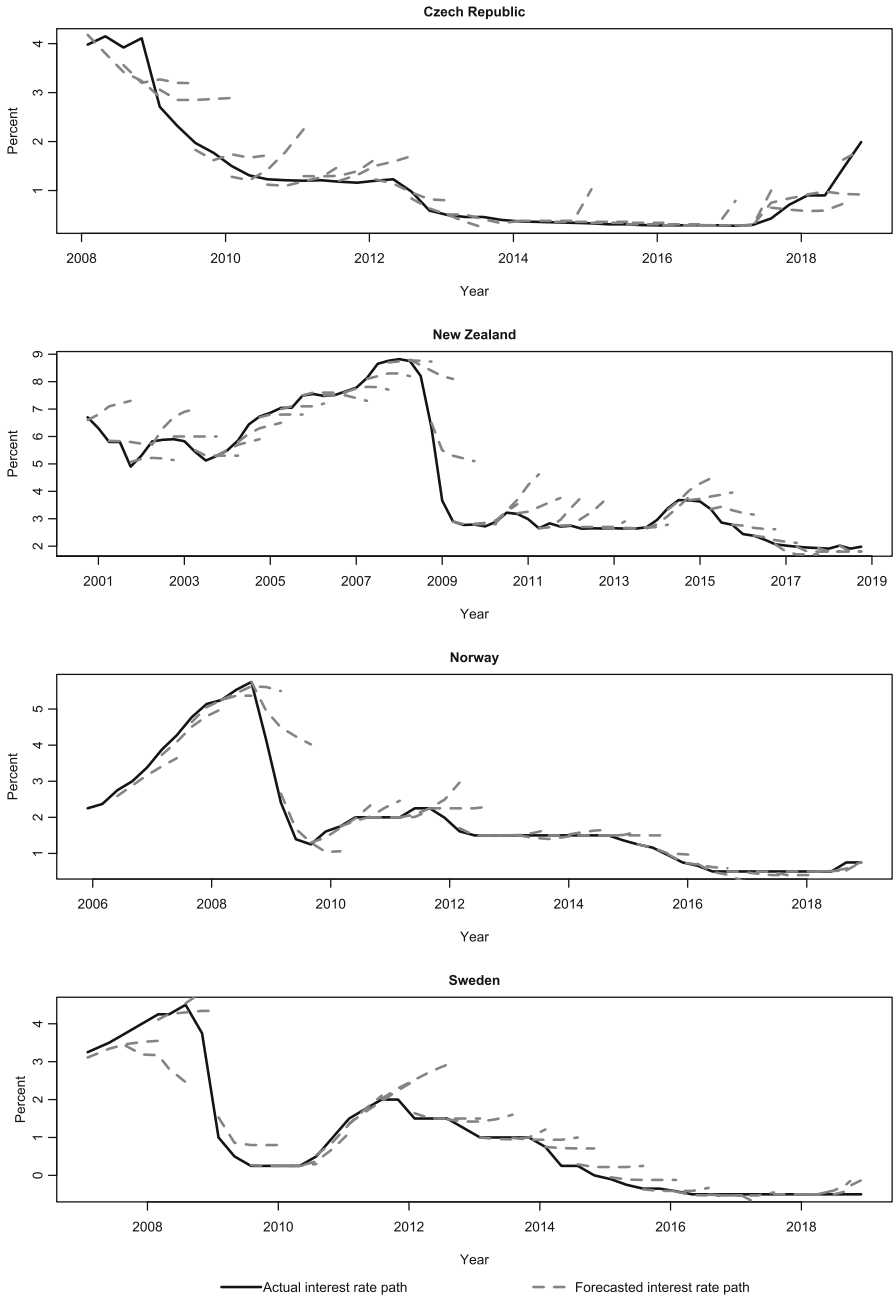 Czech Republic
4
3
2
1
Percent
2008 2010 2012 2014 2016 2018
Year
New Zealand
9
8
7
6
5
4
3
2
Percent
2001 2003 2005 2007 2009 2011 2013 2015 2017 2019
Year
Norway
5
4
3
2
1
Percent
2006 2008 2010 2012 2014 2016 2018
Year
Sweden
4
3
2
1
0
Percent
2008 2010 2012 2014 2016 2018
Year
Actual interest rate path Forecasted interest rate path